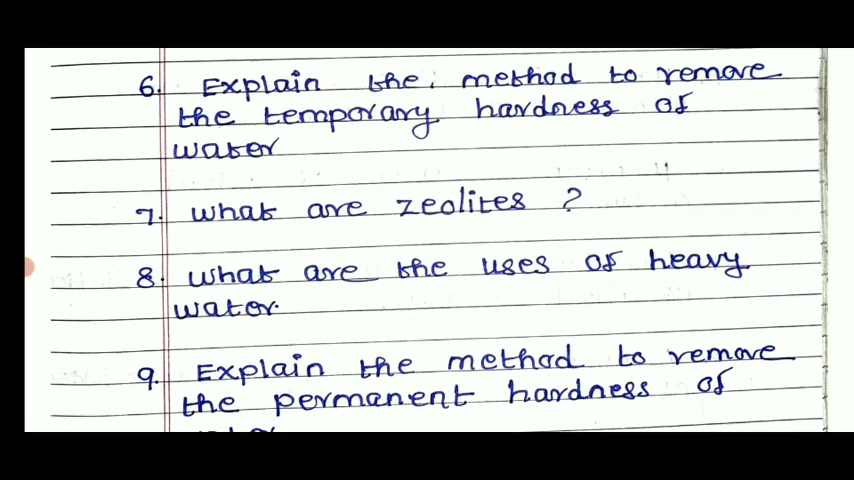 6. Explain the method to remove
the temporary hardness of
water
7. What are zeolites ?
8. What are the uses of heavy
water.
9. Explain the method to remove
the permanent hardness of